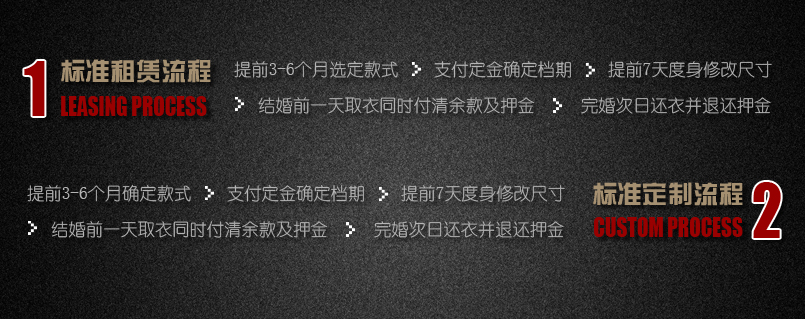 1 标准租赁流程 提前3-6个月选定款式 > 支付定金确定档期 > 提前7天度身修改尺寸
LEASING PROCESS > 结婚前一天取衣同时付清余款及押金 > 完婚次日还衣并退还押金
提前3-6个月确定款式 > 支付定金确定档期 > 提前7天度身修改尺寸 标准定制流程 2
> 结婚前一天取衣同时付清余款及押金 > 完婚次日还衣并退还押金 CUSTOM PROCESS